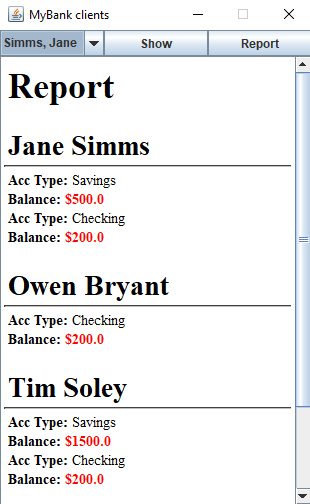 MyBank clients
Simms, Jane Show Report
Report
Jane Simms
Acc Type: Savings
Balance: $500.0
Acc Type: Checking
Balance: $200.0
Owen Bryant
Acc Type: Checking
Balance: $200.0
Tim Soley
Acc Type: Savings
Balance: $1500.0
Acc Type: Checking
Balance: $200.0